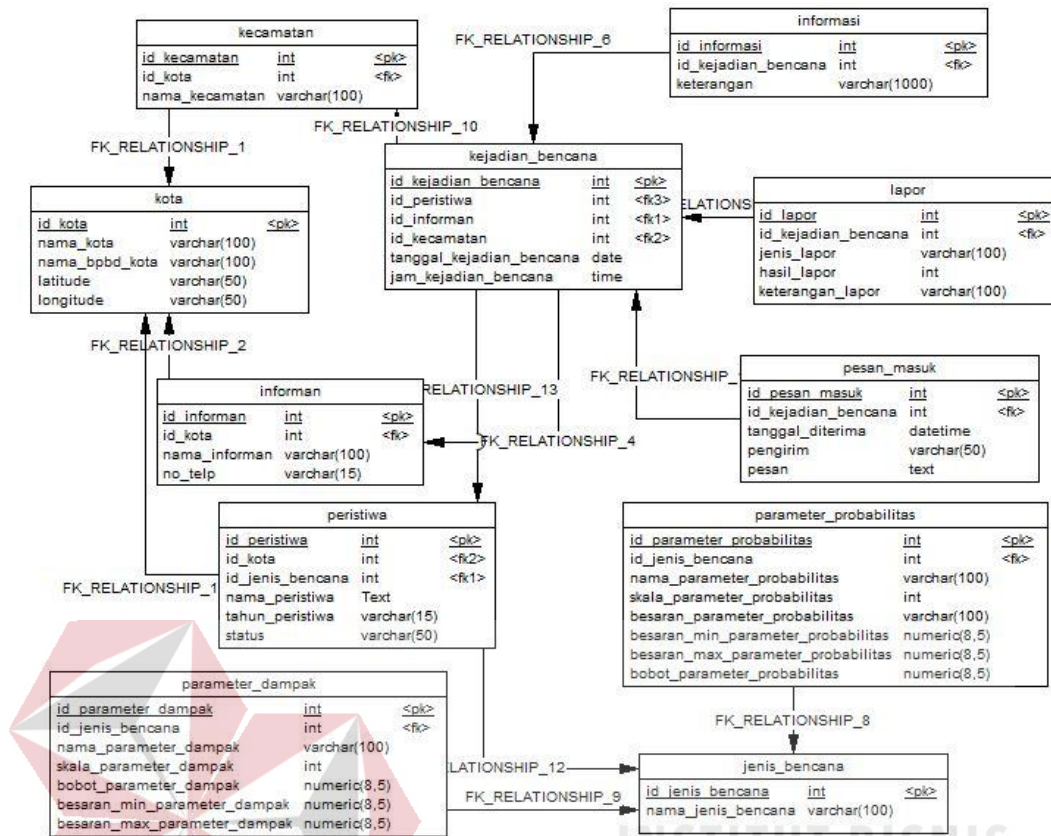 kecamatan
id_kecamatan int <pk>
id_kota int <fk>
nama_kecamatan varchar(100)
FK_RELATIONSHIP_6
informasi
id_informasi int <pk>
id_kejadian_bencana int <fk>
keterangan varchar(1000)
FK_RELATIONSHIP_10
FK_RELATIONSHIP_1
kejadian_bencana
id_kejadian_bencana int <pk>
id_peristiwa int <fk3>
id_informan int <fk1>
id_kecamatan int <fk2>
tanggal_kejadian_bencana date
jam_kejadian_bencana time
kota
id_kota int <pk>
nama_kota varchar(100)
nama_bpbd_kota varchar(100)
latitude varchar(50)
longitude varchar(50)
lapor
id_lapor int <pk>
id_kejadian_bencana int <fk>
jenis_lapor varchar(100)
hasil_lapor int
keterangan_lapor varchar(100)
FK_RELATIONSHIP_2
RELATIONSHIP_13
FK_RELATIONSHIP_
pesan_masuk
id_pesan_masuk int <pk>
id_kejadian_bencana int <fk>
tanggal_diterima datetime
pengirim varchar(50)
pesan text
informan
id_informan int <pk>
id_kota int <fk>
nama_informan varchar(100)
no_telp varchar(15)
FK_RELATIONSHIP_4
peristiwa
id_peristiwa int <pk>
id_kota int <fk2>
id_jenis_bencana int <fk1>
nama_peristiwa Text
tahun_peristiwa varchar(15)
status varchar(50)
FK_RELATIONSHIP_1
parameter_probabilitas
id_parameter_probabilitas int <pk>
id_jenis_bencana int <fk>
nama_parameter_probabilitas varchar(100)
skala_parameter_probabilitas int
besaran_parameter_probabilitas varchar(100)
besaran_min_parameter_probabilitas numeric(8,5)
besaran_max_parameter_probabilitas numeric(8,5)
bobot_parameter_probabilitas numeric(8,5)
parameter_dampak
id_parameter_dampak int <pk>
id_jenis_bencana int <fk>
nama_parameter_dampak varchar(100)
skala_parameter_dampak int
bobot_parameter_dampak numeric(8,5)
besaran_min_parameter_dampak numeric(8,5)
besaran_max_parameter_dampak numeric(8,5)
FK_RELATIONSHIP_8
ELATIONSHIP_12
FK_RELATIONSHIP_9
jenis_bencana
id_jenis_bencana int <pk>
nama_jenis_bencana varchar(100)